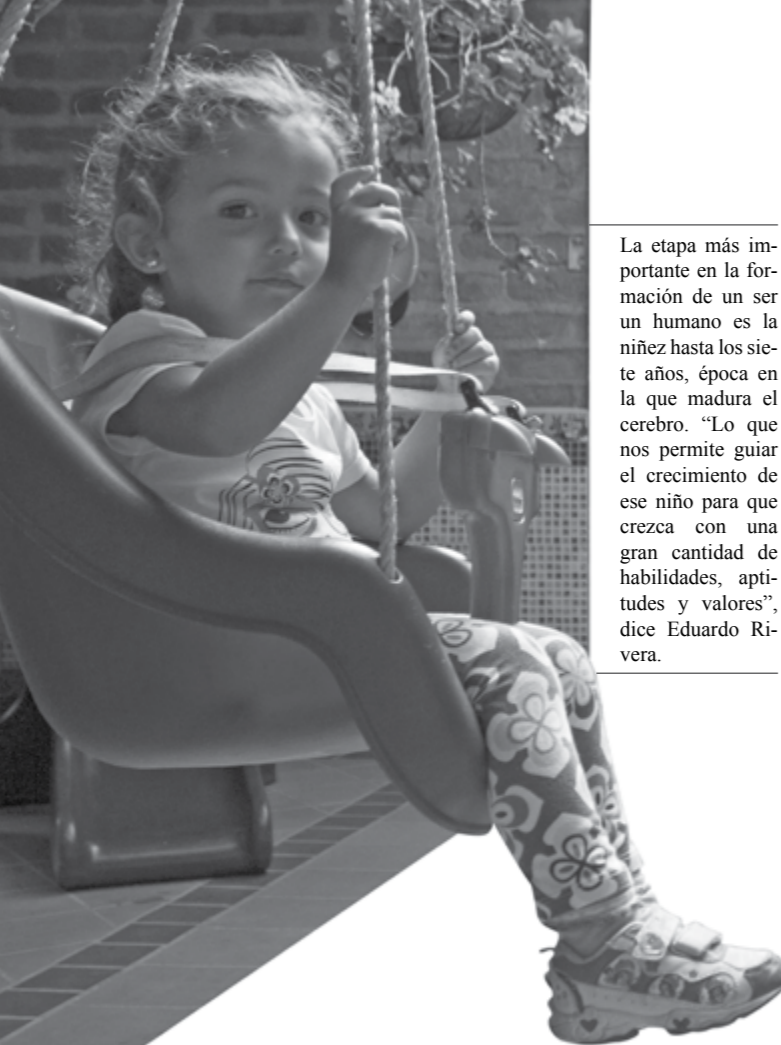 La etapa más im-
portante en la for-
mación de un ser
un humano es la
niñez hasta los sie-
te años, época en
la que madura el
cerebro. “Lo que
nos permite guiar
el crecimiento de
ese niño para que
crezca con una
gran cantidad de
habilidades, apti-
tudes y valores”,
dice Eduardo Ri-
vera.